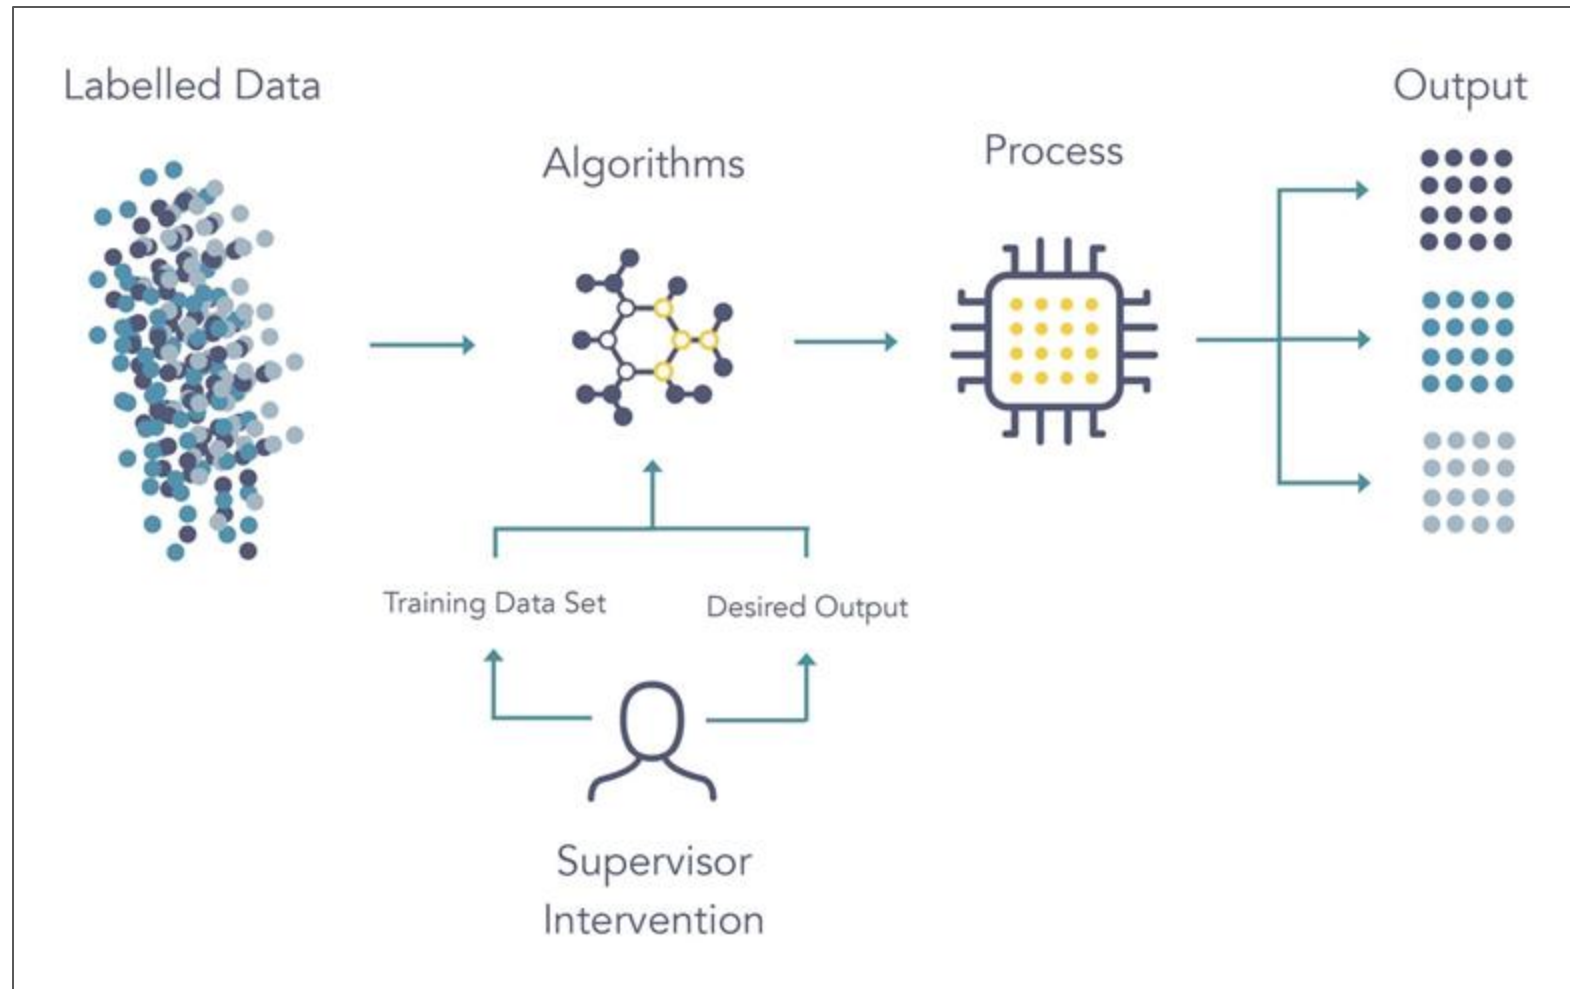 Labelled Data
Algorithms
Process
Output
Training Data Set
Desired Output
Supervisor
Intervention